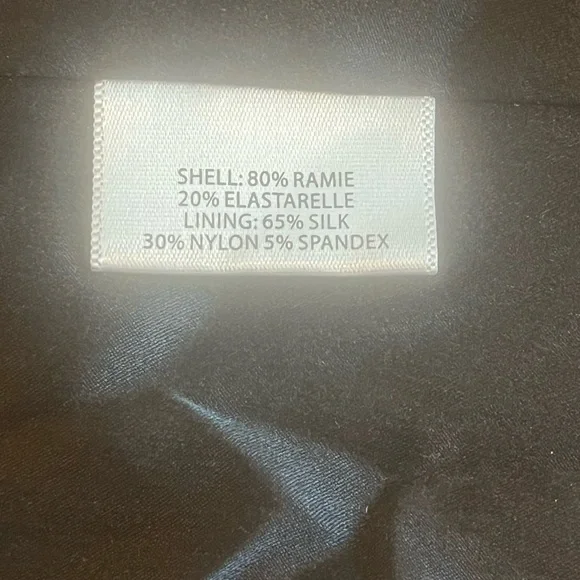 SHELL: 80% RAMIE
20% ELASTARELLE
LINING: 65% SILK
30% NYLON 5% SPANDEX